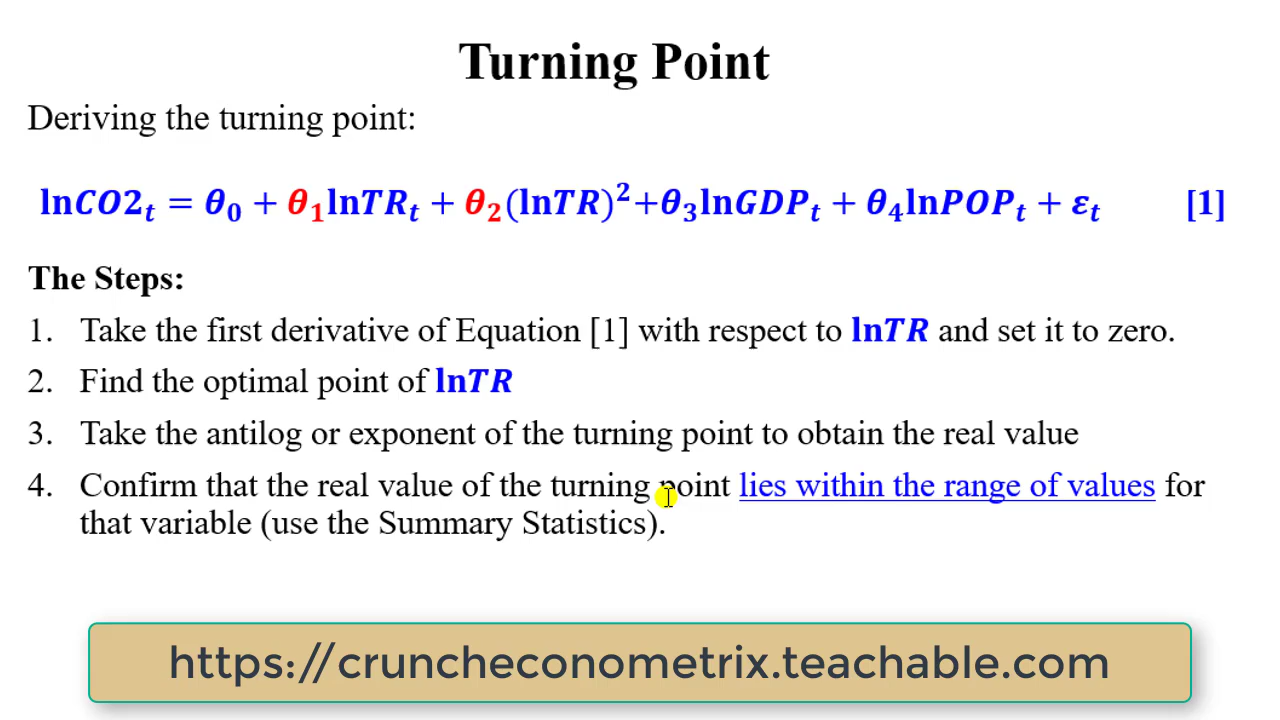 Turning Point
Deriving the turning point:
lnCO2ₜ = θ₀ + θ₁lnTRₜ + θ₂(lnTR)²+θ₃lnGDPₜ + θ₄lnPOPₜ + εₜ [1]
The Steps:
1. Take the first derivative of Equation [1] with respect to lnTR and set it to zero.
2. Find the optimal point of lnTR
3. Take the antilog or exponent of the turning point to obtain the real value
4. Confirm that the real value of the turning point lies within the range of values for
that variable (use the Summary Statistics).
https://cruncheconometrix.teachable.com